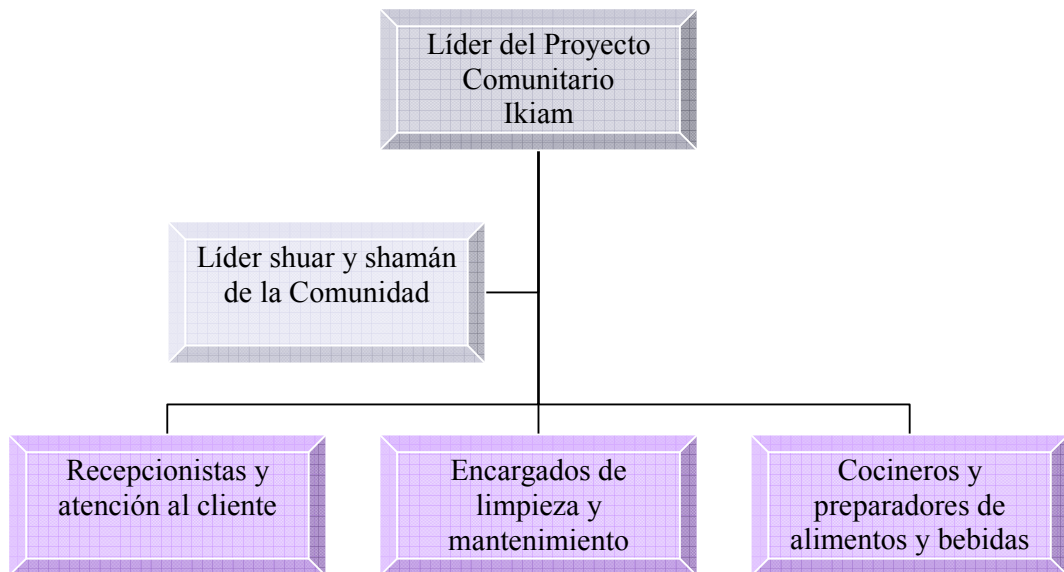 Líder del Proyecto
Comunitario
Ikiam
Líder shuar y shamán
de la Comunidad
Recepcionistas y
atención al cliente
Encargados de
limpieza y
mantenimiento
Cocineros y
preparadores de
alimentos y bebidas